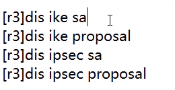 [r3]dis ike sa
[r3]dis ike proposal
[r3]dis ipsec sa
[r3]dis ipsec proposal